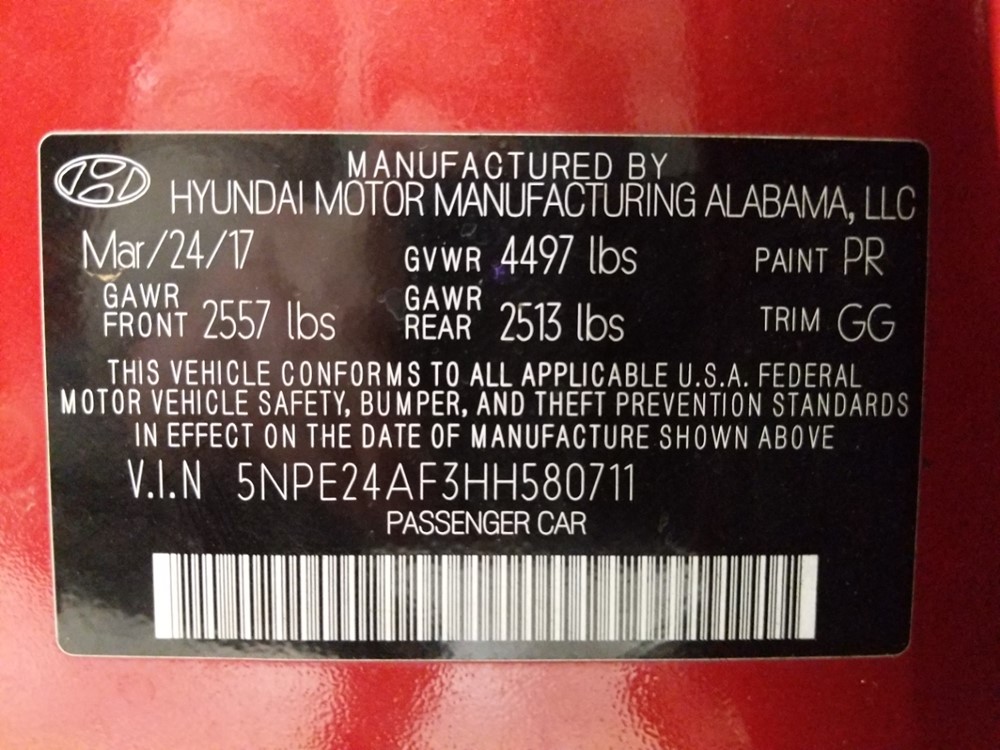 MANUFACTURED BY
HYUNDAI MOTOR MANUFACTURING ALABAMA, LLC
Mar/24/17 GVWR 4497 lbs PAINT PR
GAWR FRONT 2557 lbs GAWR REAR 2513 lbs TRIM GG
THIS VEHICLE CONFORMS TO ALL APPLICABLE U.S.A. FEDERAL
MOTOR VEHICLE SAFETY, BUMPER, AND THEFT PREVENTION STANDARDS
IN EFFECT ON THE DATE OF MANUFACTURE SHOWN ABOVE
V.I.N 5NPE24AF3HH580711
PASSENGER CAR